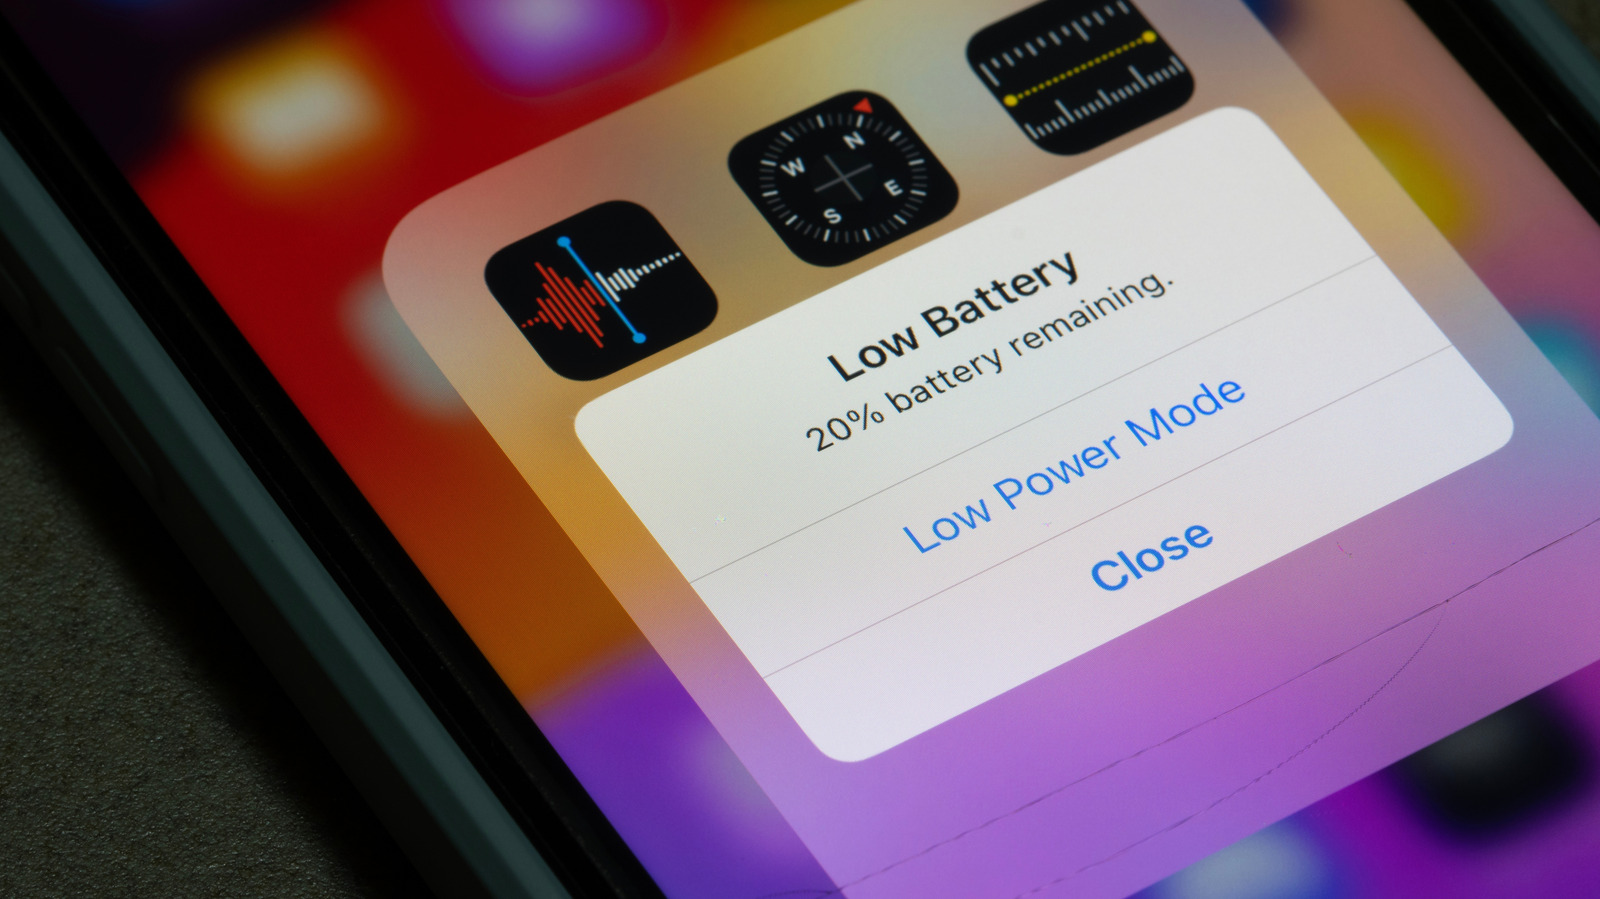 N
W
E
S
Low Battery
20% battery remaining.
Low Power Mode
Close